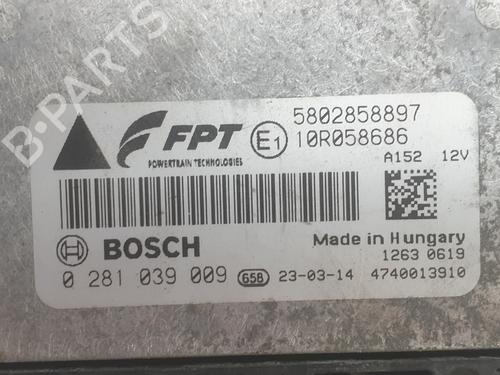 B-PARTS
FPT
POWERTRAIN TECHNOLOGIES
5802858897
E1 10R058686
A152 12V
BOSCH
Made in Hungary
1263 0619
0 281 039 009 658 23-03-14 4740013910